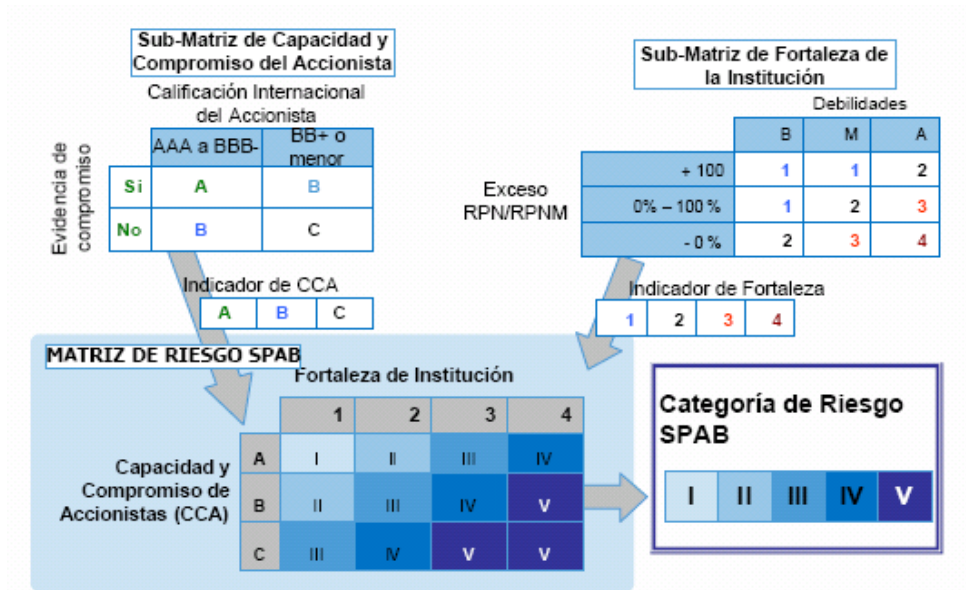 Sub-Matriz de Capacidad y
Compromiso del Accionista
Calificación Internacional
del Accionista
Evidencia de
compromiso
AAA a BBB- BB+ o
menor
Si A B
No B C
Indicador de CCA
A B C
Sub-Matriz de Fortaleza de
la Institución
Debilidades
B M A
Exceso
RPN/RPNM
+ 100 1 1 2
0% – 100 % 1 2 3
- 0 % 2 3 4
Indicador de Fortaleza
1 2 3 4
MATRIZ DE RIESGO SPAB
Fortaleza de Institución
1 2 3 4
Capacidad y
Compromiso de
Accionistas (CCA)
A I II III IV
B II III IV V
C III IV V V
Categoría de Riesgo
SPAB
I II III IV V